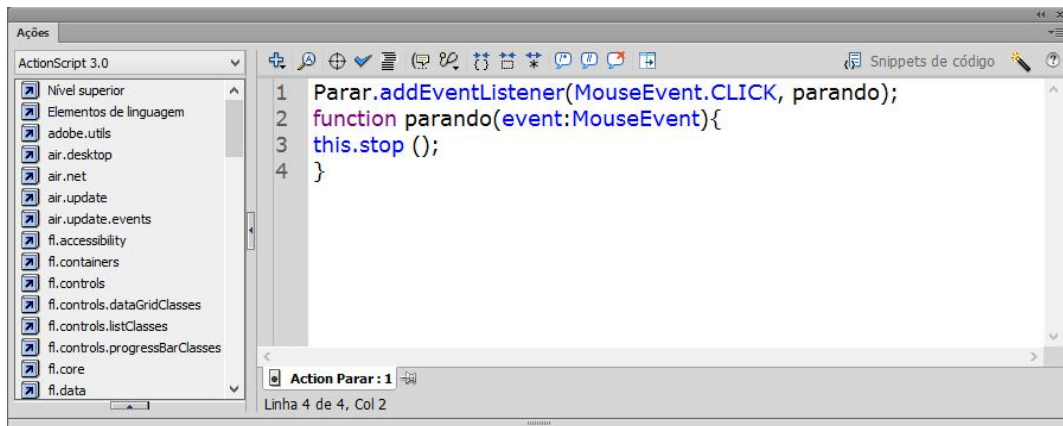 Ações
ActionScript 3.0
Snippets de código
Nível superior
Elementos de linguagem
adobe.utils
air.desktop
air.net
air.update
air.update.events
fl.accessibility
fl.containers
fl.controls
fl.controls.dataGridClasses
fl.controls.listClasses
fl.controls.progressBarClasses
fl.core
fl.data
1 Parar.addEventListener(MouseEvent.CLICK, parando);
2 function parando(event:MouseEvent){
3 this.stop ();
4 }
Action Parar : 1
Linha 4 de 4, Col 2